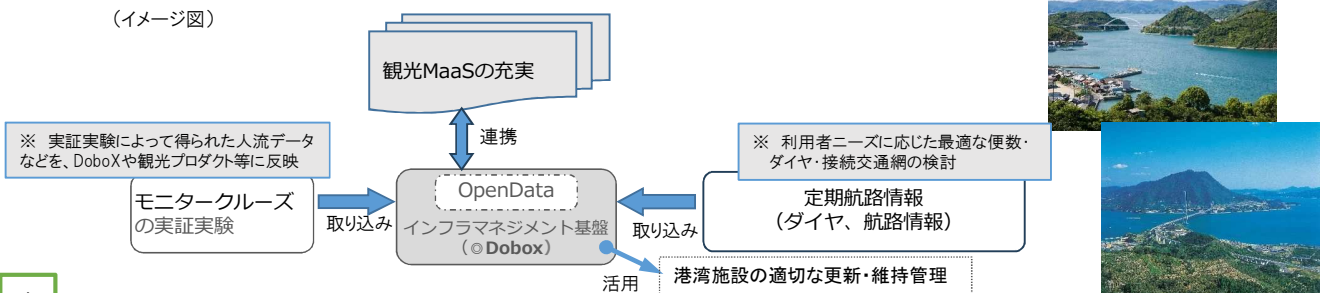 （イメージ図）
観光MaaSの充実
連携
※　実証実験によって得られた人流データ
などを、DoboXや観光プロダクト等に反映
※　利用者ニーズに応じた最適な便数・
ダイヤ・接続交通網の検討
モニタークルーズ
の実証実験
取り込み
OpenData
インフラマネジメント基盤
（◎Dobox）
取り込み
定期航路情報
（ダイヤ、航路情報）
活用
港湾施設の適切な更新・維持管理